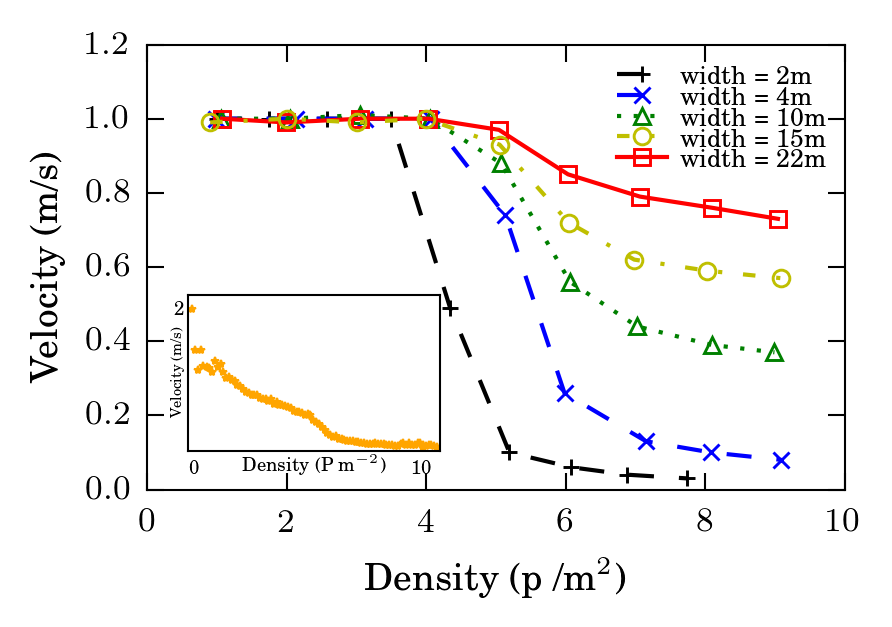 1.2
1.0
0.8
0.6
0.4
0.2
0.0
Velocity (m/s)
width = 2m
width = 4m
width = 10m
width = 15m
width = 22m
2
Velocity (m/s)
0
Density (P m⁻²)
10
0
2
4
6
8
10
Density (p /m²)